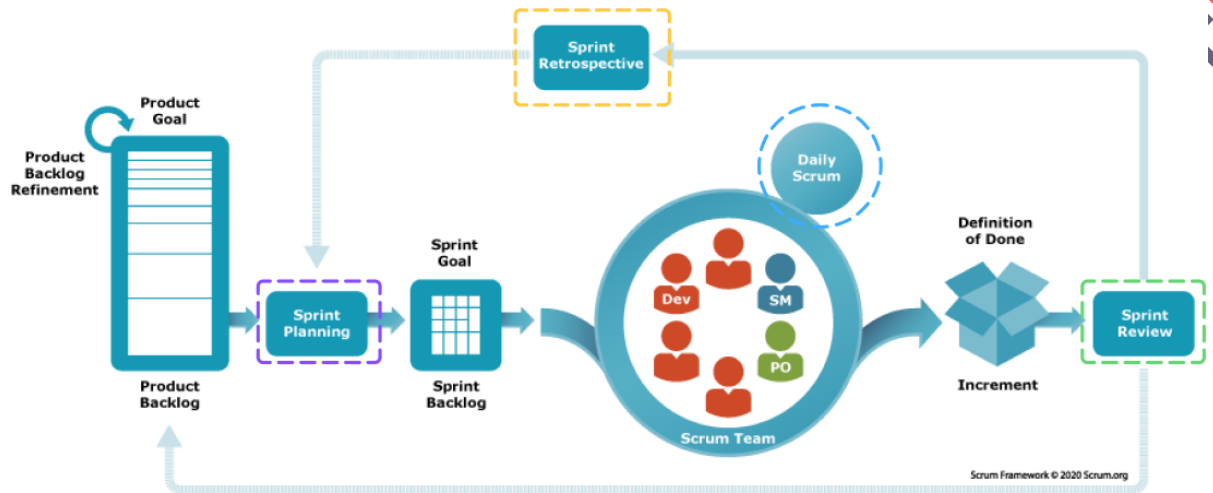 Sprint
Retrospective
Product
Goal
Product
Backlog
Refinement
Daily
Scrum
Definition
of Done
Sprint
Goal
Dev
SM
Sprint
Planning
Sprint
Review
PO
Product
Backlog
Sprint
Backlog
Increment
Scrum Team
Scrum Framework © 2020 Scrum.org